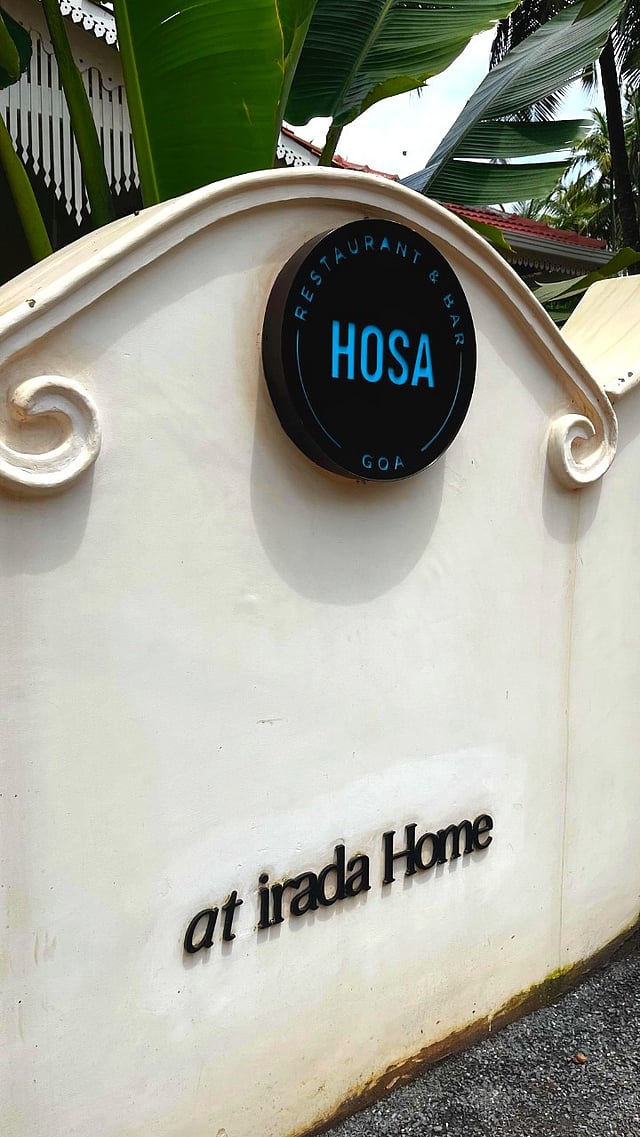 RESTAURANT & BAR
HOSA
GOA
at irada Home